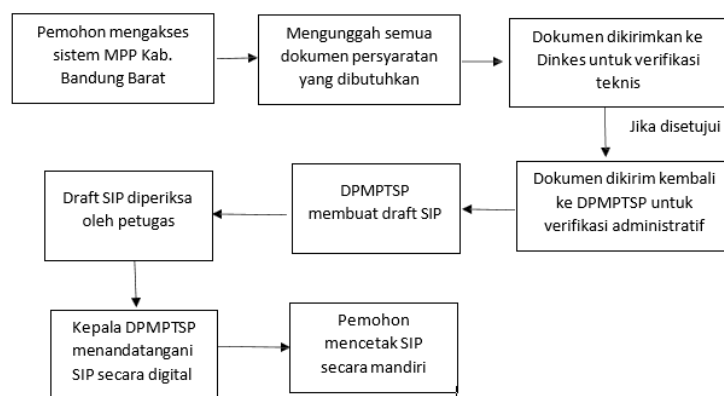 Pemohon mengakses
sistem MPP Kab.
Bandung Barat
Mengunggah semua
dokumen persyaratan
yang dibutuhkan
Dokumen dikirimkan ke
Dinkes untuk verifikasi
teknis
Jika disetujui
Dokumen dikirim kembali
ke DPMPTSP untuk
verifikasi administratif
DPMPTSP
membuat draft SIP
Draft SIP diperiksa
oleh petugas
Kepala DPMPTSP
menandatangani
SIP secara digital
Pemohon
mencetak SIP
secara mandiri